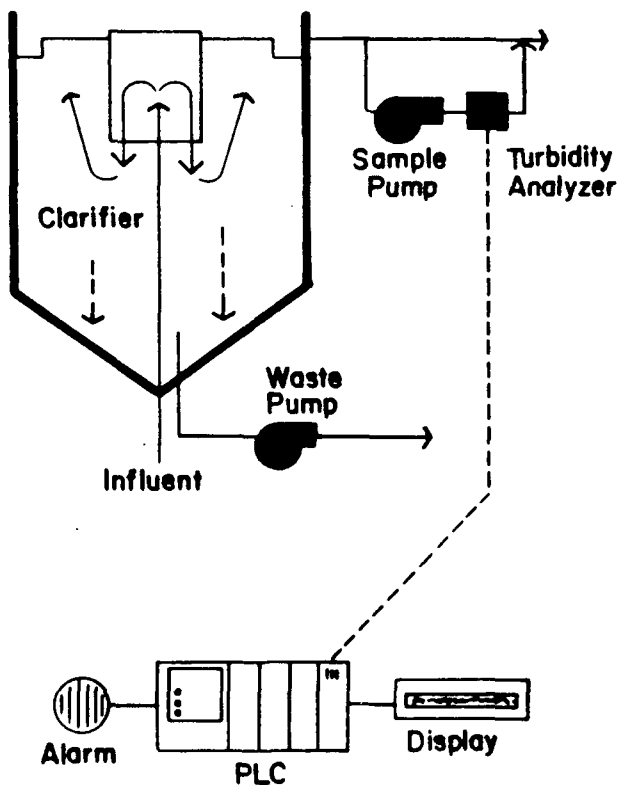 Sample
Pump
Turbidity
Analyzer
Clarifier
Waste
Pump
Influent
Alarm
PLC
Display